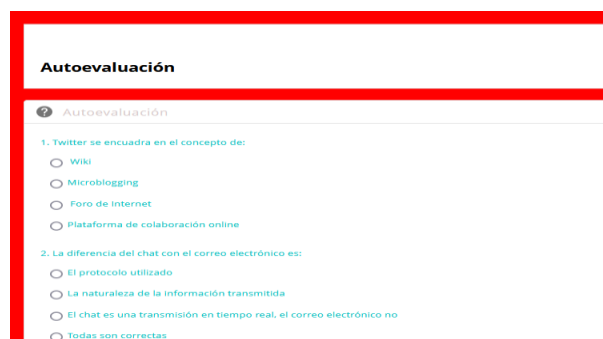 Autoevaluación
Autoevaluación
1. Twitter se encuadra en el concepto de:
Wiki
Microblogging
Foro de Internet
Plataforma de colaboración online
2. La diferencia del chat con el correo electrónico es:
El protocolo utilizado
La naturaleza de la información transmitida
El chat es una transmisión en tiempo real, el correo electrónico no
Todas son correctas